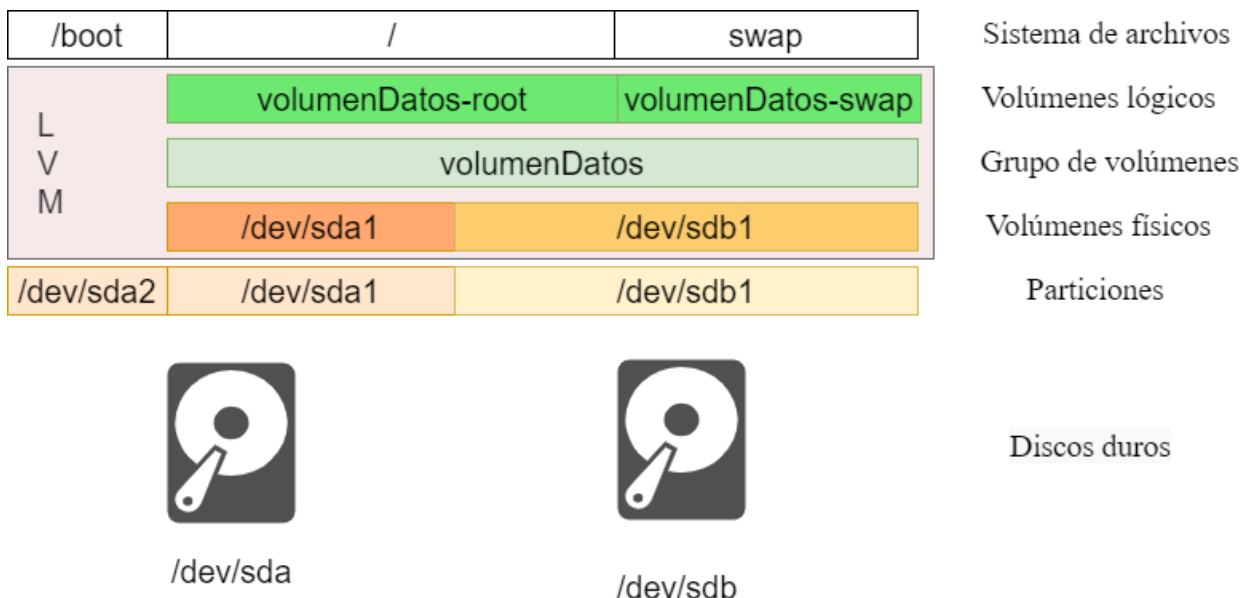 /boot / swap Sistema de archivos
volumenDatos-root volumenDatos-swap Volúmenes lógicos
L
V
M
volumenDatos Grupo de volúmenes
/dev/sda1 /dev/sdb1 Volúmenes físicos
/dev/sda2 /dev/sda1 /dev/sdb1 Particiones
Discos duros
/dev/sda /dev/sdb